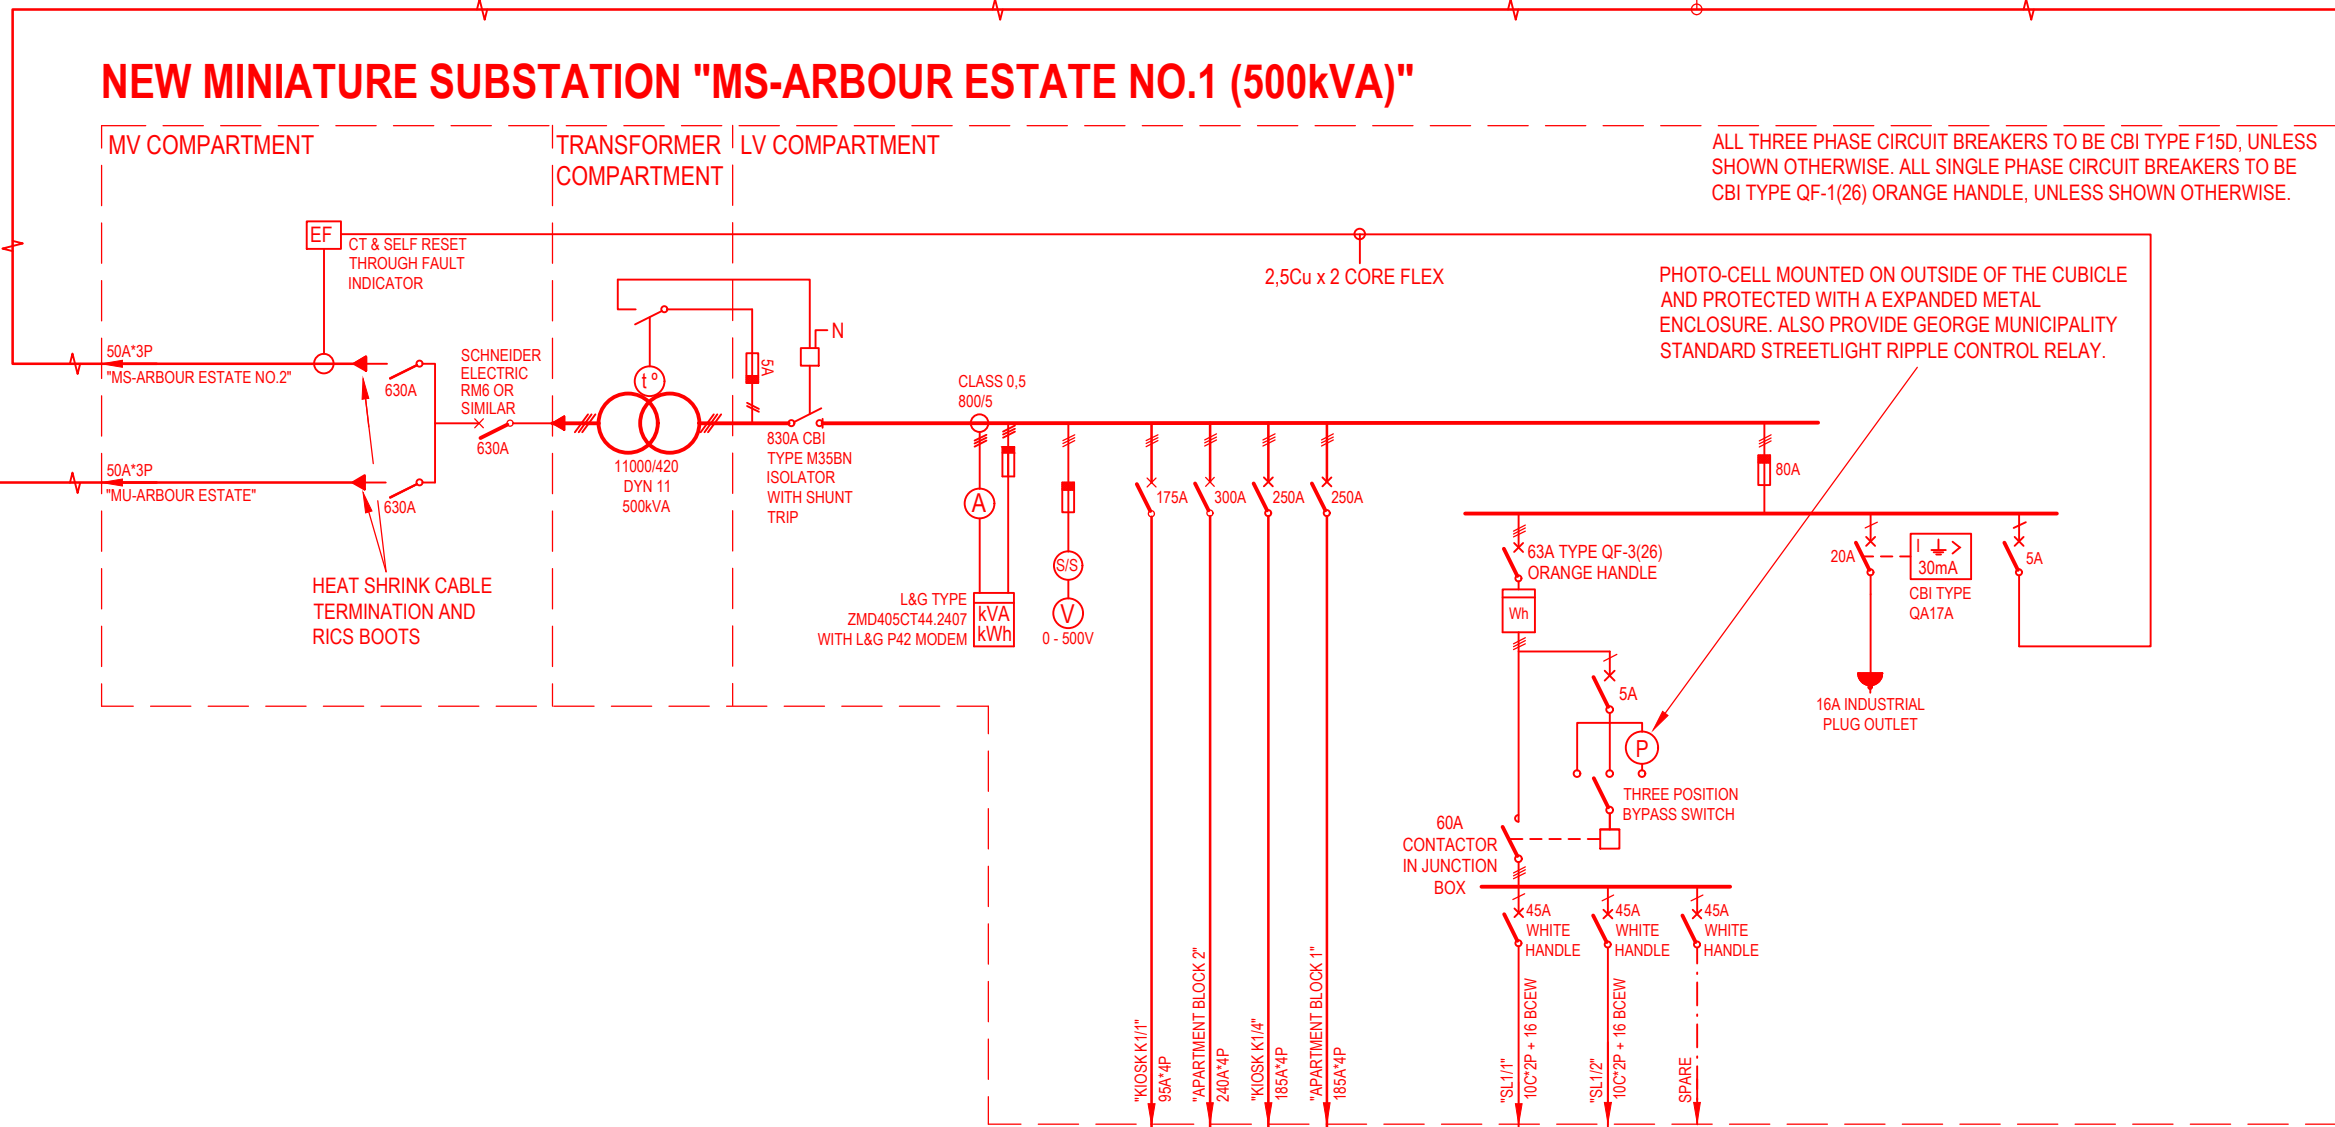 NEW MINIATURE SUBSTATION "MS-ARBOUR ESTATE NO.1 (500kVA)"
MV COMPARTMENT
TRANSFORMER
COMPARTMENT
LV COMPARTMENT
ALL THREE PHASE CIRCUIT BREAKERS TO BE CBI TYPE F15D, UNLESS
SHOWN OTHERWISE. ALL SINGLE PHASE CIRCUIT BREAKERS TO BE
CBI TYPE QF-1(26) ORANGE HANDLE, UNLESS SHOWN OTHERWISE.
EF
CT & SELF RESET
THROUGH FAULT
INDICATOR
2,5Cu x 2 CORE FLEX
PHOTO-CELL MOUNTED ON OUTSIDE OF THE CUBICLE
AND PROTECTED WITH A EXPANDED METAL
ENCLOSURE. ALSO PROVIDE GEORGE MUNICIPALITY
STANDARD STREETLIGHT RIPPLE CONTROL RELAY.
50A*3P
"MS-ARBOUR ESTATE NO.2"
630A
SCHNEIDER
ELECTRIC
RM6 OR
SIMILAR
630A
50A*3P
"MU-ARBOUR ESTATE"
630A
HEAT SHRINK CABLE
TERMINATION AND
RICS BOOTS
t °
11000/420
DYN 11
500kVA
5A
N
830A CBI
TYPE M35BN
ISOLATOR
WITH SHUNT
TRIP
CLASS 0,5
800/5
A
L&G TYPE
ZMD405CT44.2407
WITH L&G P42 MODEM
kVA
kWh
S/S
V
0 - 500V
175A
300A
250A
250A
80A
63A TYPE QF-3(26)
ORANGE HANDLE
Wh
5A
P
THREE POSITION
BYPASS SWITCH
60A
CONTACTOR
IN JUNCTION
BOX
20A
I >
30mA
CBI TYPE
QA17A
5A
16A INDUSTRIAL
PLUG OUTLET
45A
WHITE
HANDLE
45A
WHITE
HANDLE
45A
WHITE
HANDLE
"KIOSK K1/1"
95A*4P
"APARTMENT BLOCK 2"
240A*4P
"KIOSK K1/4"
185A*4P
"APARTMENT BLOCK 1"
185A*4P
"SL1/1"
10C*2P + 16 BCEW
"SL1/2"
10C*2P + 16 BCEW
SPARE